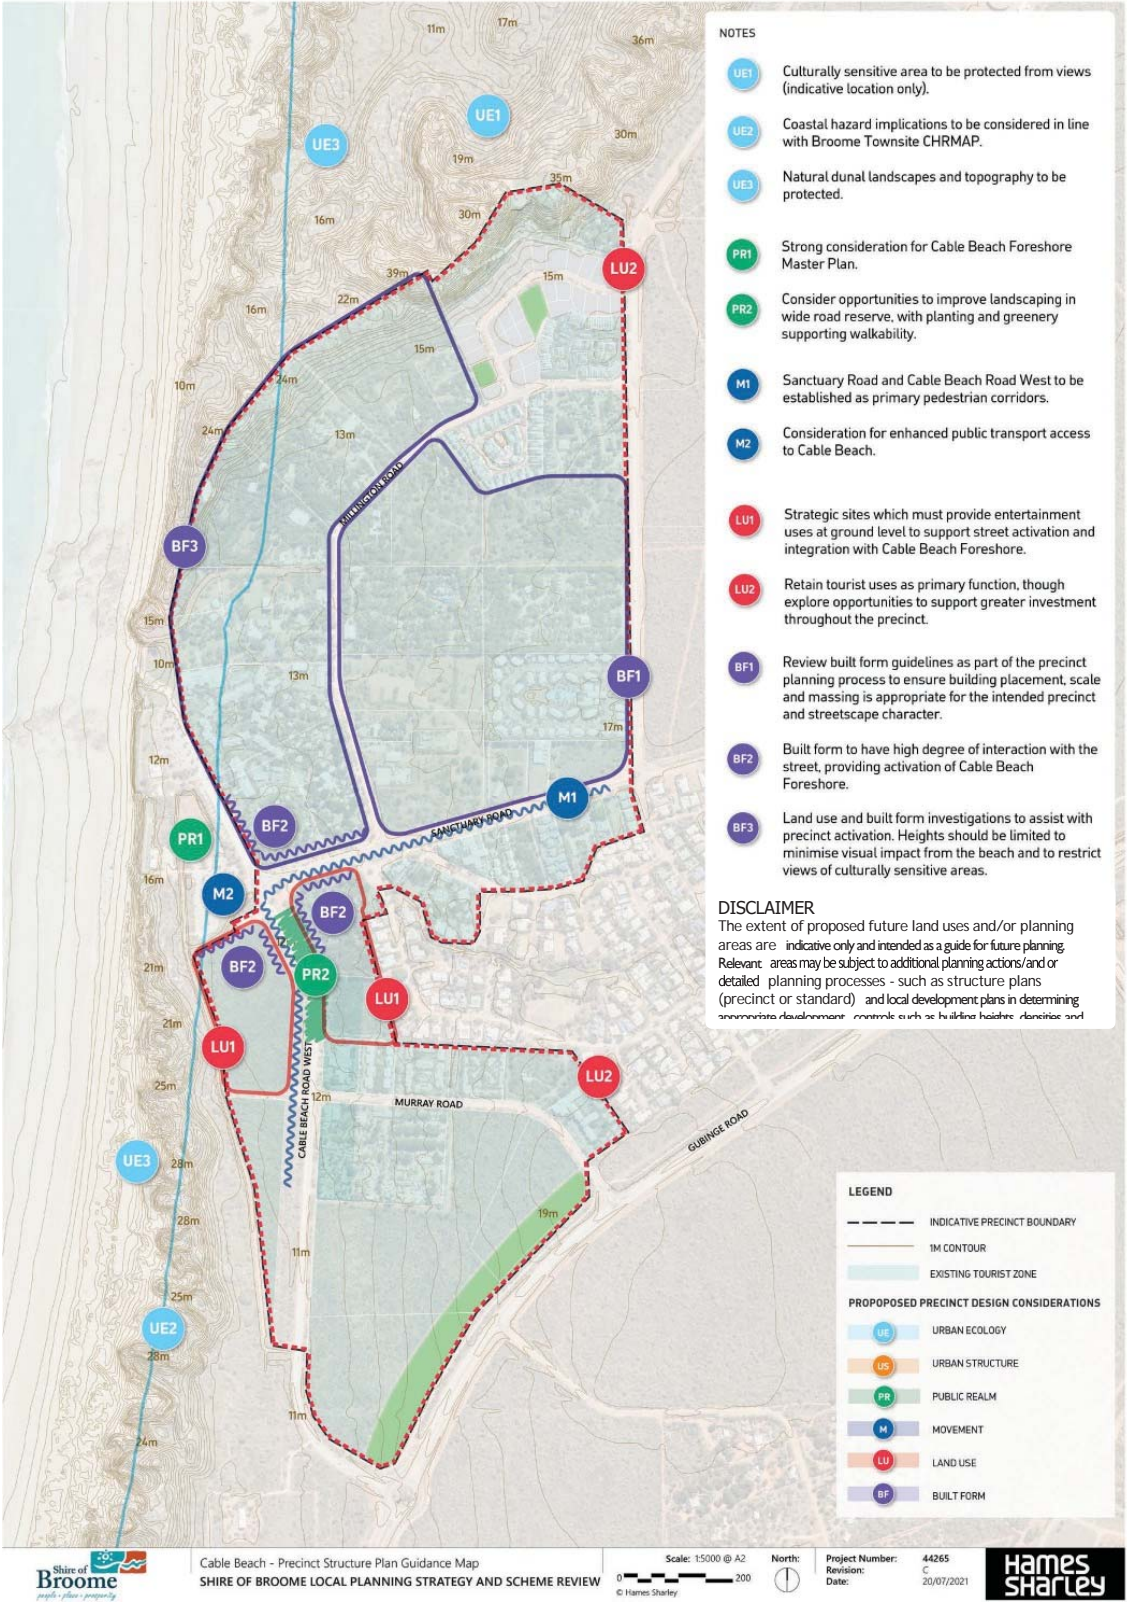 11m
17m
36m
UE1
UE3
30m
19m
35m
30m
16m
LU2
39m
15m
22m
16m
15m
24m
10m
13m
24m
MILLINGTON ROAD
BF3
15m
10m
13m
BF1
17m
12m
M1
SANCTUARY ROAD
BF2
PR1
16m
M2
BF2
21m
BF2
PR2
LU1
21m
LU1
25m
LU2
CABLE BEACH ROAD WEST
12m
MURRAY ROAD
GUBINGE ROAD
UE3
28m
28m
19m
11m
25m
UE2
28m
11m
24m
NOTES
UE1 Culturally sensitive area to be protected from views
(indicative location only).
UE2 Coastal hazard implications to be considered in line
with Broome Townsite CHRMAP.
UE3 Natural dunal landscapes and topography to be
protected.
PR1 Strong consideration for Cable Beach Foreshore
Master Plan.
PR2 Consider opportunities to improve landscaping in
wide road reserve, with planting and greenery
supporting walkability.
M1 Sanctuary Road and Cable Beach Road West to be
established as primary pedestrian corridors.
M2 Consideration for enhanced public transport access
to Cable Beach.
LU1 Strategic sites which must provide entertainment
uses at ground level to support street activation and
integration with Cable Beach Foreshore.
LU2 Retain tourist uses as primary function, though
explore opportunities to support greater investment
throughout the precinct.
BF1 Review built form guidelines as part of the precinct
planning process to ensure building placement, scale
and massing is appropriate for the intended precinct
and streetscape character.
BF2 Built form to have high degree of interaction with the
street, providing activation of Cable Beach
Foreshore.
BF3 Land use and built form investigations to assist with
precinct activation. Heights should be limited to
minimise visual impact from the beach and to restrict
views of culturally sensitive areas.
DISCLAIMER
The extent of proposed future land uses and/or planning
areas are indicative only and intended as a guide for future planning.
Relevant areas may be subject to additional planning actions/and or
detailed planning processes - such as structure plans
(precinct or standard) and local development plans in determining
appropriate development controls such as building heights, densities and
LEGEND
INDICATIVE PRECINCT BOUNDARY
1M CONTOUR
EXISTING TOURIST ZONE
PROPOPOSED PRECINCT DESIGN CONSIDERATIONS
UE URBAN ECOLOGY
US URBAN STRUCTURE
PR PUBLIC REALM
M MOVEMENT
LU LAND USE
BF BUILT FORM
Shire of
Broome
people • place • prosperity
Cable Beach - Precinct Structure Plan Guidance Map
SHIRE OF BROOME LOCAL PLANNING STRATEGY AND SCHEME REVIEW
Scale: 1:5000 @ A2
0 200
© Hames Sharley
North:
Project Number: 44265
Revision: C
Date: 20/07/2021
HAMES
SHARLEY